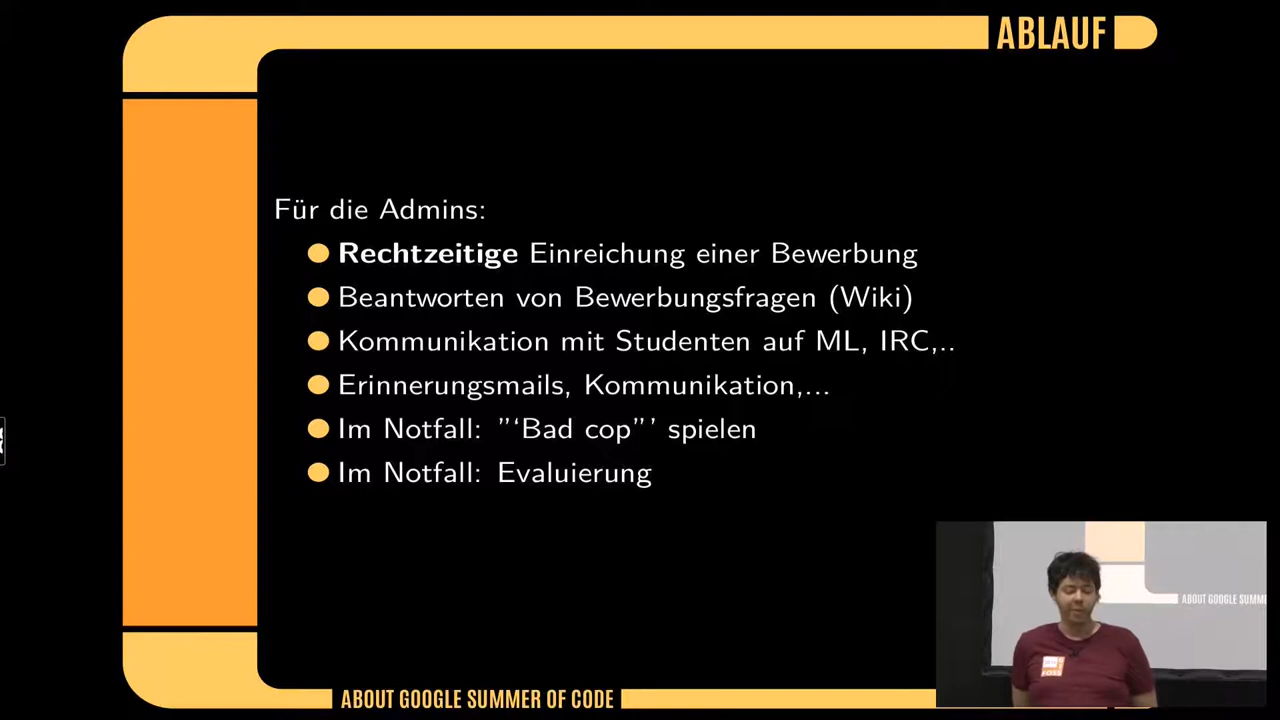 ABLAUF
Für die Admins:
Rechtzeitige Einreichung einer Bewerbung
Beantworten von Bewerbungsfragen (Wiki)
Kommunikation mit Studenten auf ML, IRC,..
Erinnerungsmails, Kommunikation,...
Im Notfall: "‘Bad cop"’ spielen
Im Notfall: Evaluierung
ABOUT GOOGLE SUMME
ABOUT GOOGLE SUMMER OF CODE